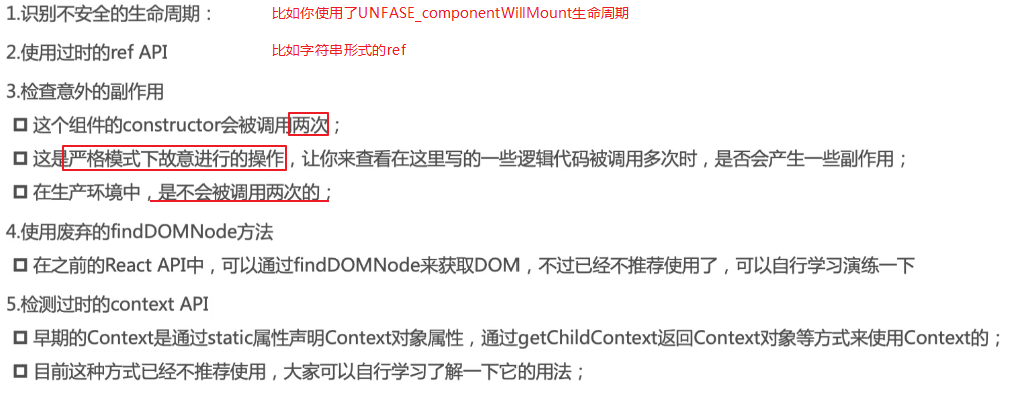 1.识别不安全的生命周期： 比如你使用了UNFASE_componentWillMount生命周期
2.使用过时的ref API 比如字符串形式的ref
3.检查意外的副作用
这个组件的constructor会被调用两次；
这是严格模式下故意进行的操作，让你来查看在这里写的一些逻辑代码被调用多次时，是否会产生一些副作用；
在生产环境中，是不会被调用两次的；
4.使用废弃的findDOMNode方法
在之前的React API中，可以通过findDOMNode来获取DOM，不过已经不推荐使用了，可以自行学习演练一下
5.检测过时的context API
早期的Context是通过static属性声明Context对象属性，通过getChildContext返回Context对象等方式来使用Context的；
目前这种方式已经不推荐使用，大家可以自行学习了解一下它的用法；